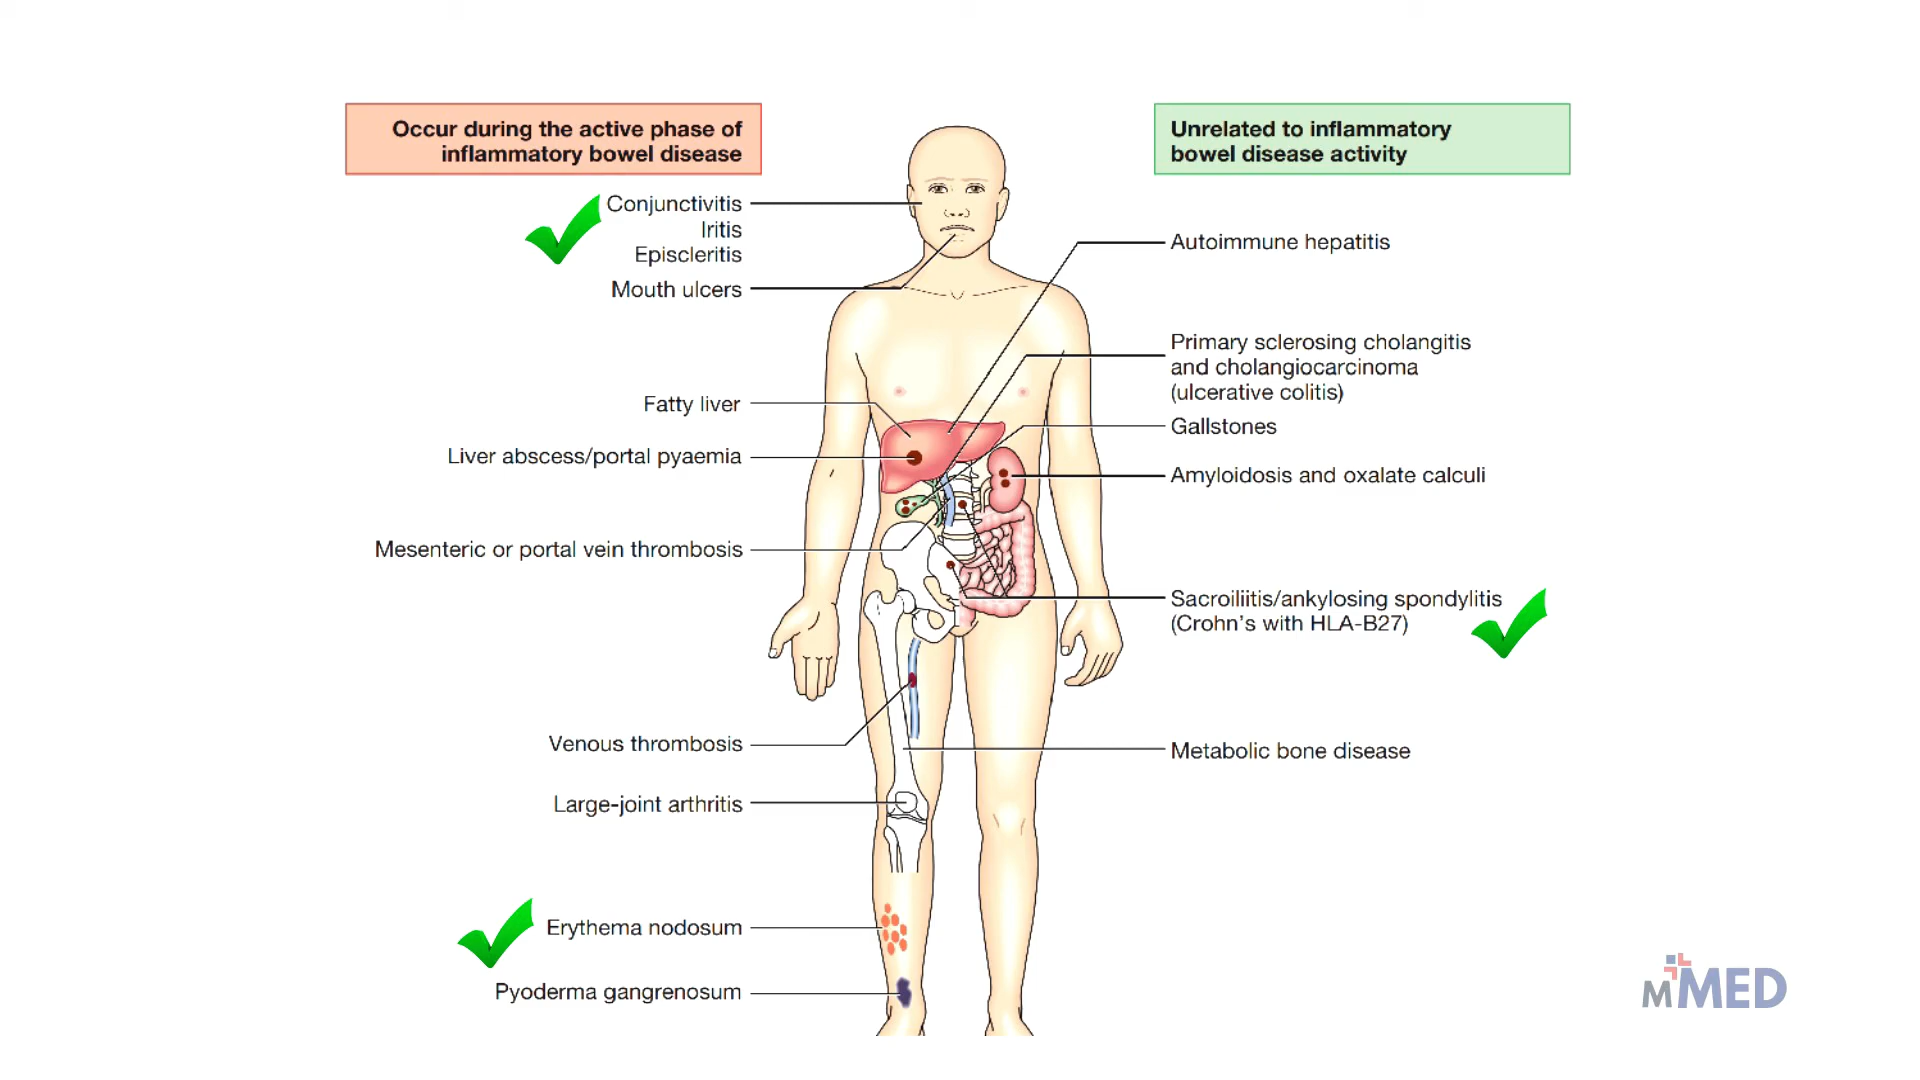 Occur during the active phase of
inflammatory bowel disease
Conjunctivitis
Iritis
Episcleritis
Mouth ulcers
Fatty liver
Liver abscess/portal pyaemia
Mesenteric or portal vein thrombosis
Venous thrombosis
Large-joint arthritis
Erythema nodosum
Pyoderma gangrenosum
Unrelated to inflammatory
bowel disease activity
Autoimmune hepatitis
Primary sclerosing cholangitis
and cholangiocarcinoma
(ulcerative colitis)
Gallstones
Amyloidosis and oxalate calculi
Sacroiliitis/ankylosing spondylitis
(Crohn's with HLA-B27)
Metabolic bone disease
MMED